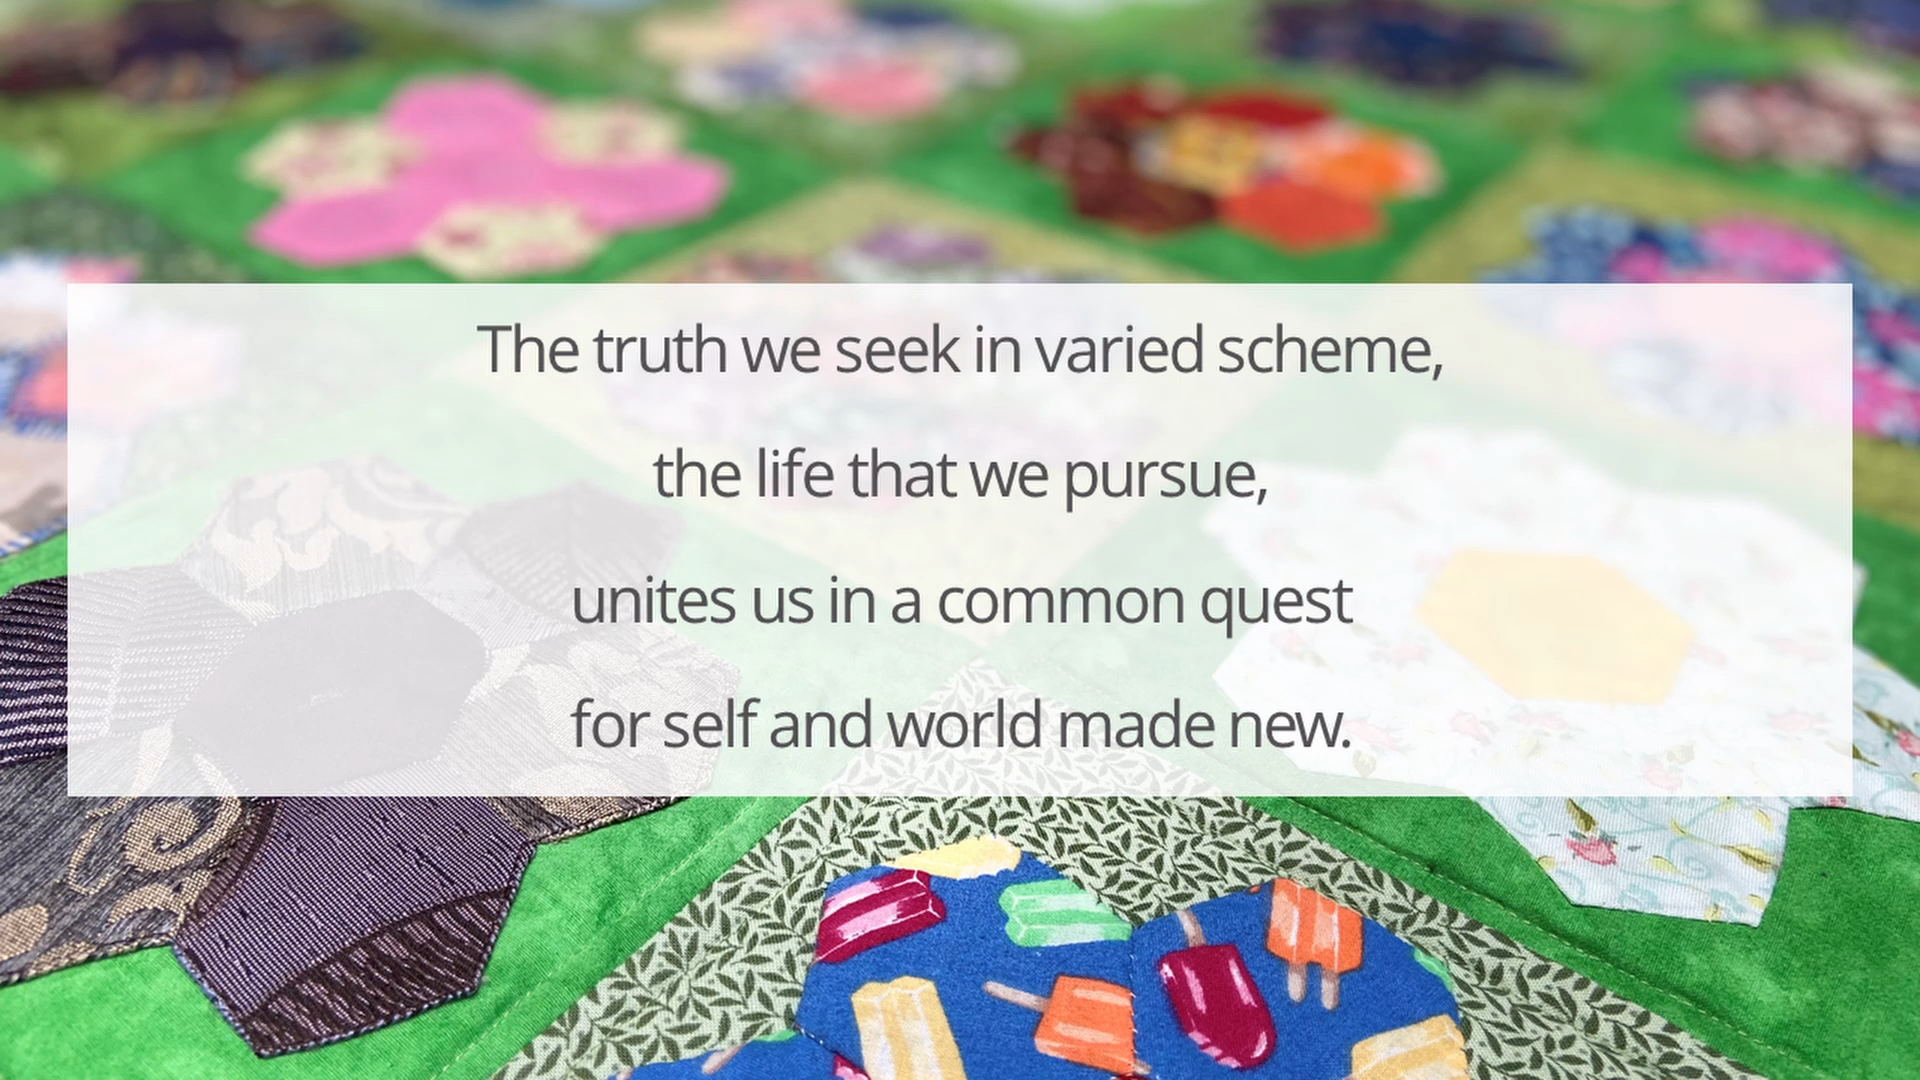 The truth we seek in varied scheme,
the life that we pursue,
unites us in a common quest
for self and world made new.